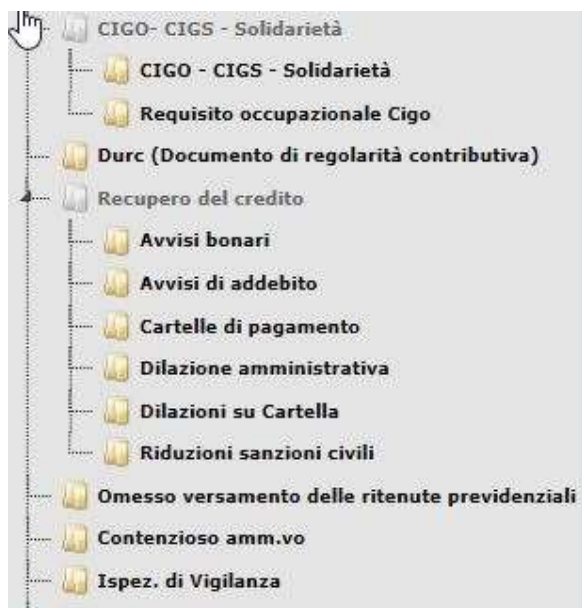 CIGO- CIGS - Solidarietà
CIGO - CIGS - Solidarietà
Requisito occupazionale Cigo
Durc (Documento di regolarità contributiva)
Recupero del credito
Avvisi bonari
Avvisi di addebito
Cartelle di pagamento
Dilazione amministrativa
Dilazioni su Cartella
Riduzioni sanzioni civili
Omesso versamento delle ritenute previdenziali
Contenzioso amm.vo
Ispez. di Vigilanza